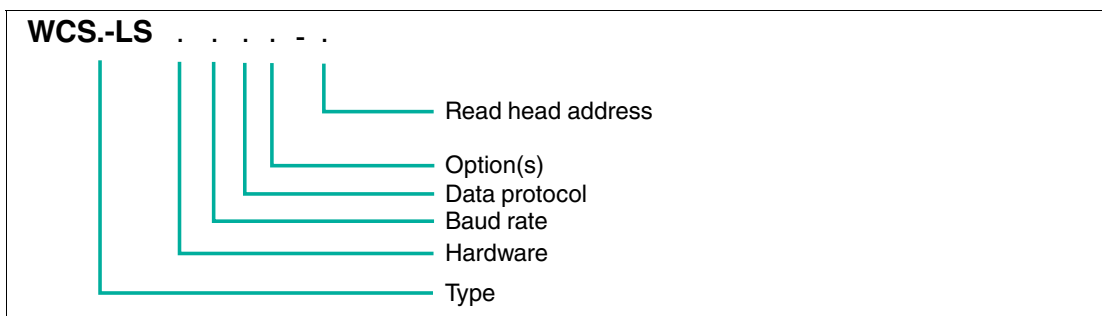 WCS.-LS . . . . - .
Read head address
Option(s)
Data protocol
Baud rate
Hardware
Type